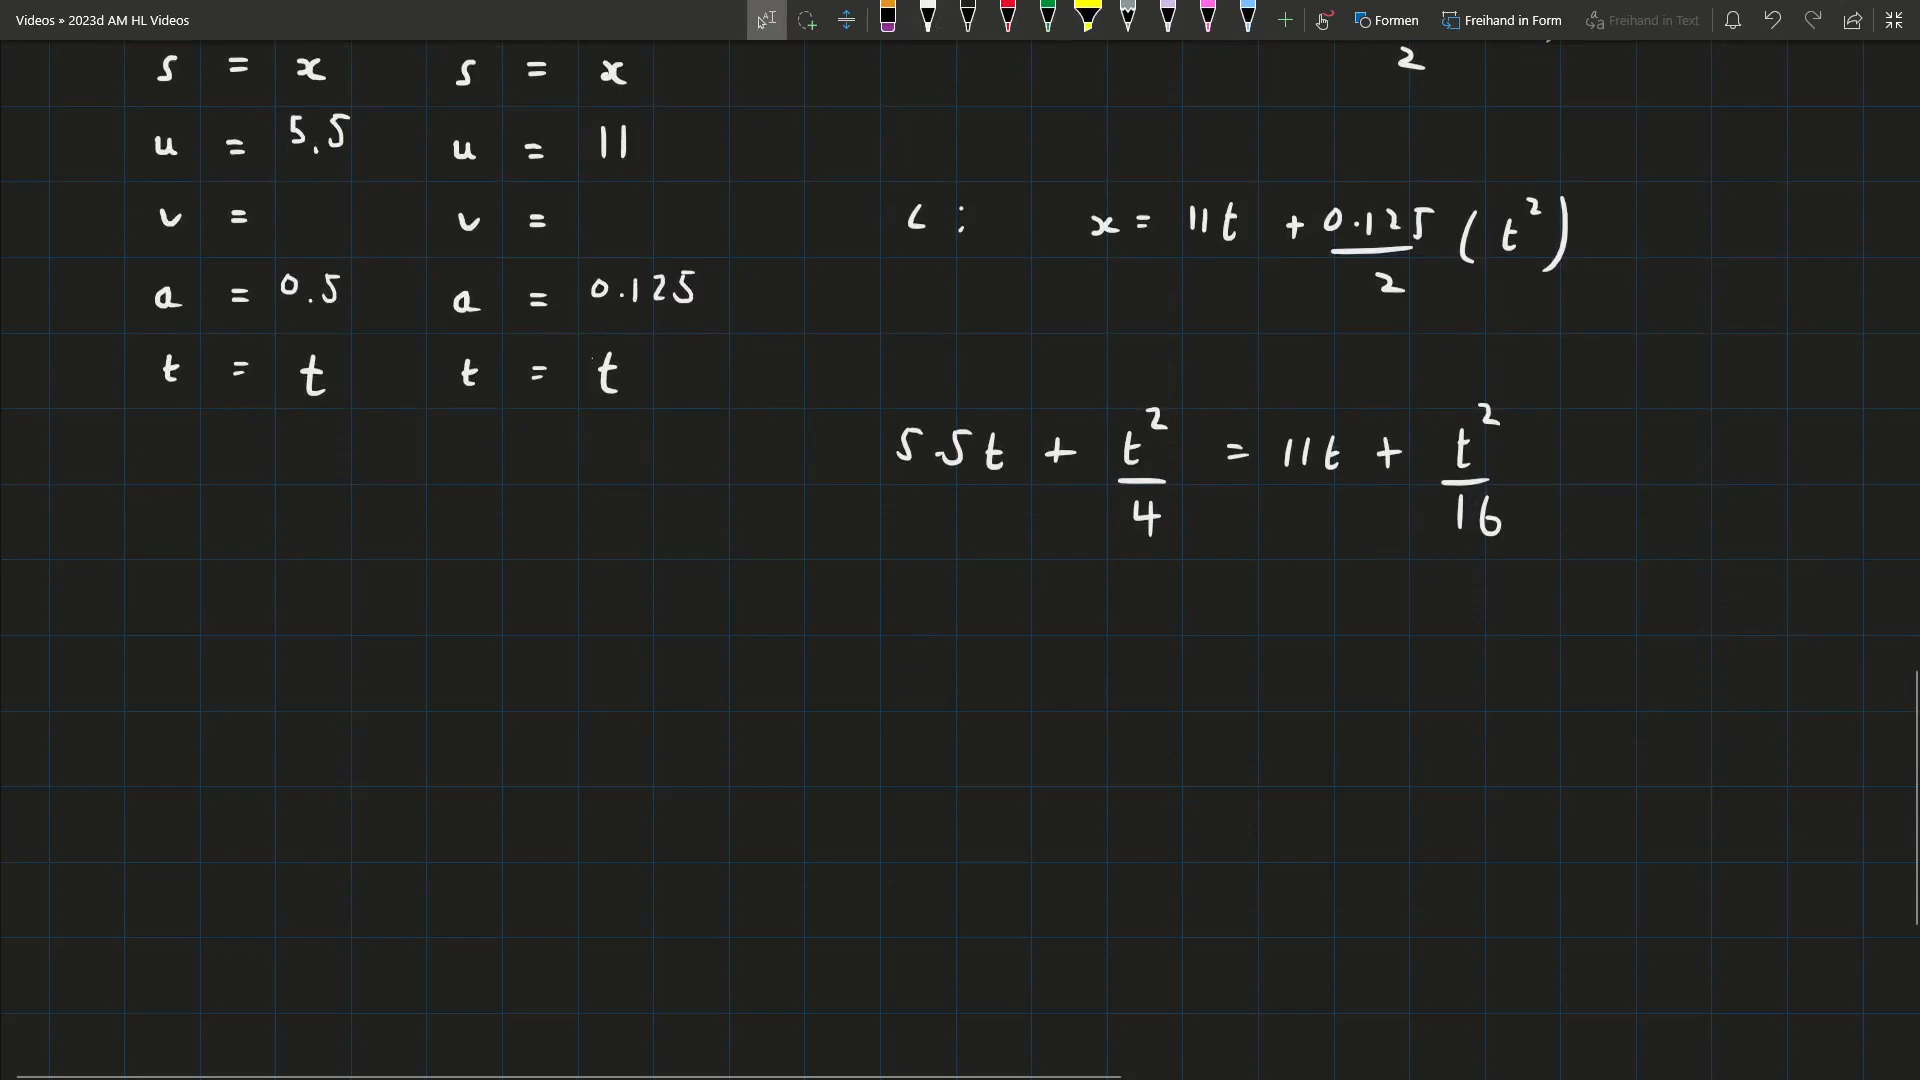 Videos » 2023d AM HL Videos
Formen
Freihand in Form
Freihand in Text
s = x s = x
u = 5.5 u = 11
v = v =
a = 0.5 a = 0.125
t = t t = t
2
C : x = 11t + 0.125/2 (t²)
5.5t + t²/4 = 11t + t²/16